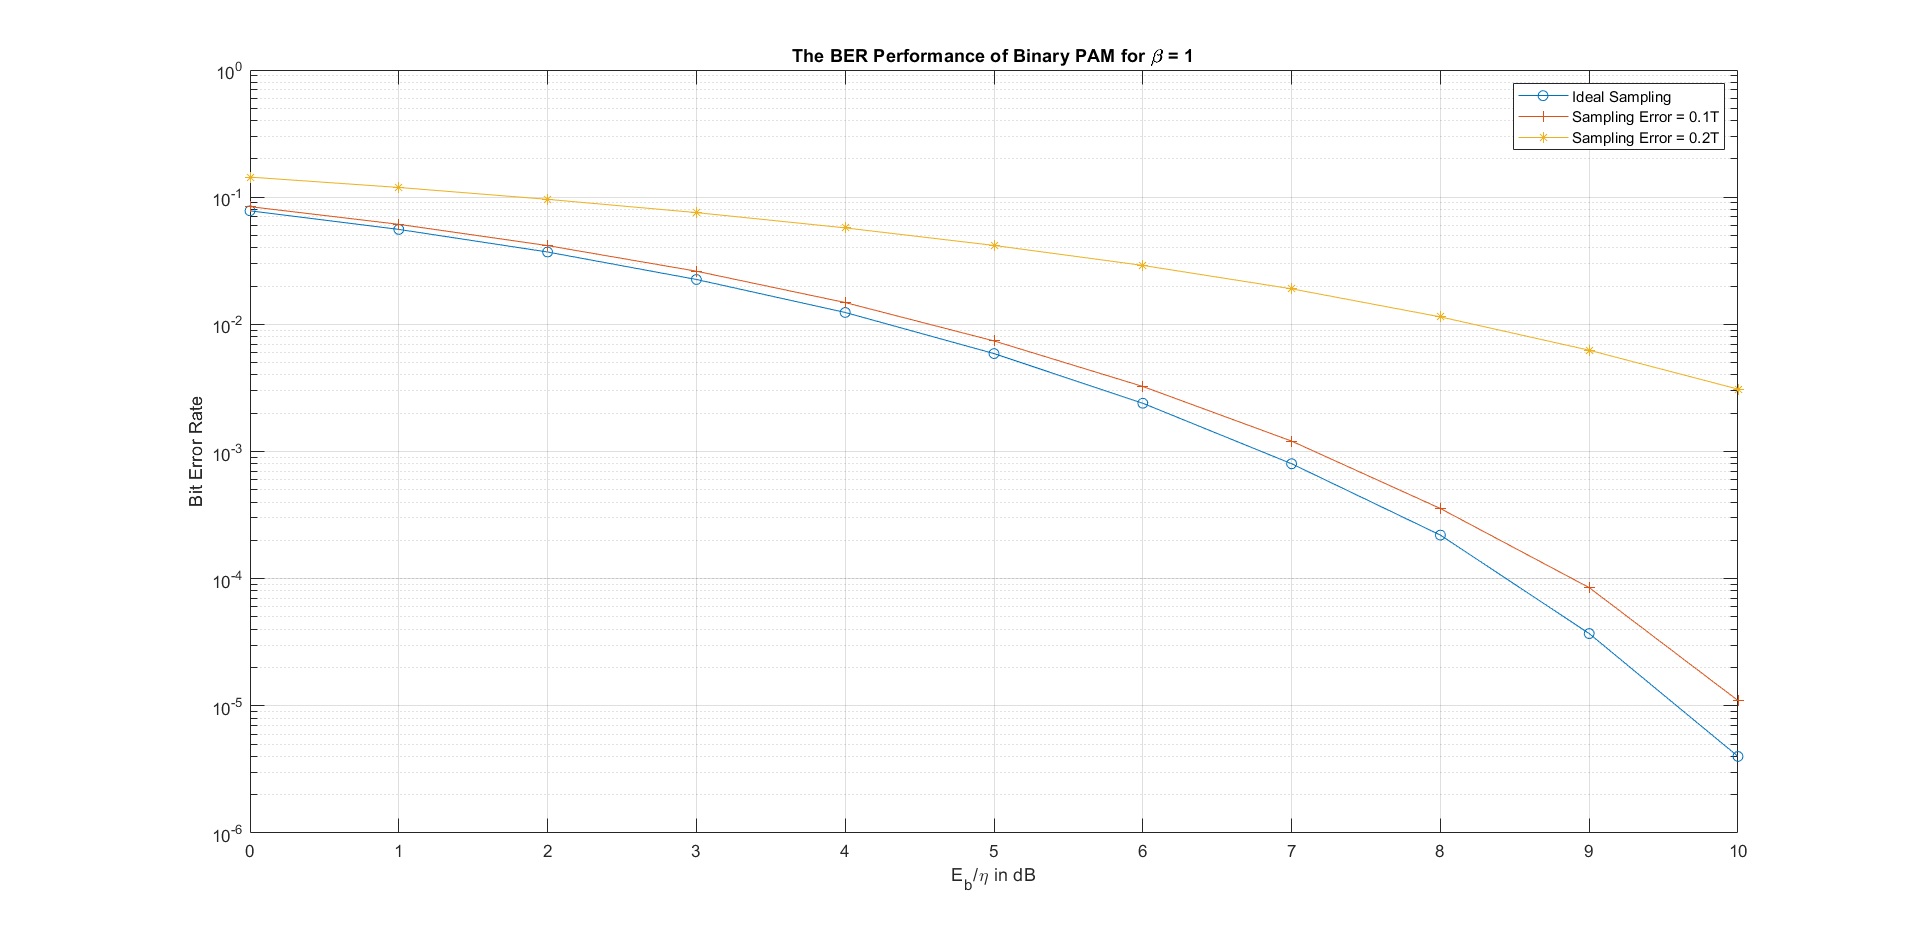 The BER Performance of Binary PAM for β = 1
Ideal Sampling
Sampling Error = 0.1T
Sampling Error = 0.2T
Bit Error Rate
10^0
10^-1
10^-2
10^-3
10^-4
10^-5
10^-6
0 1 2 3 4 5 6 7 8 9 10
E_b/η in dB